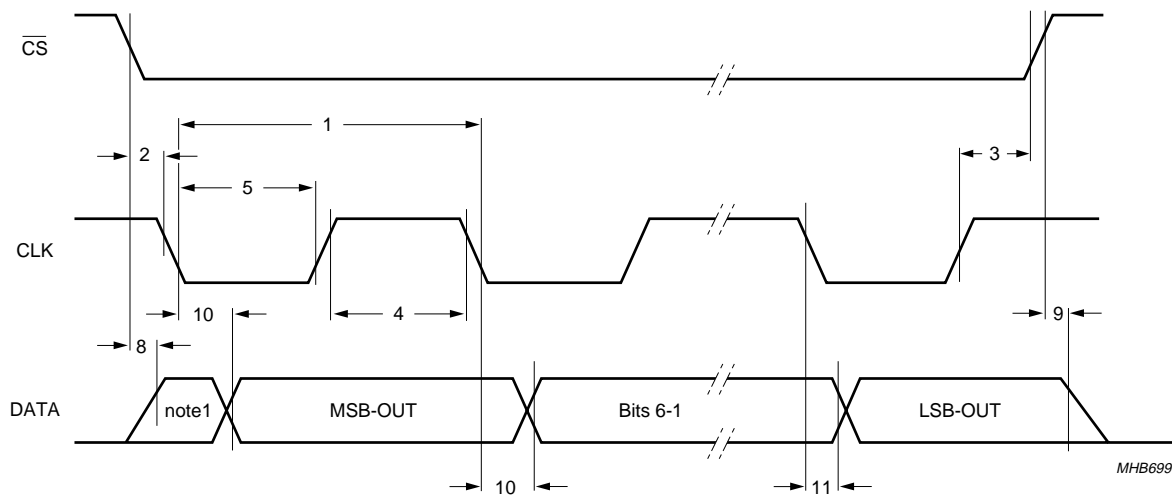 C̅S̅
1
2
3
5
CLK
10
4
8
9
DATA
note1
MSB-OUT
Bits 6-1
LSB-OUT
10
11
MHB699